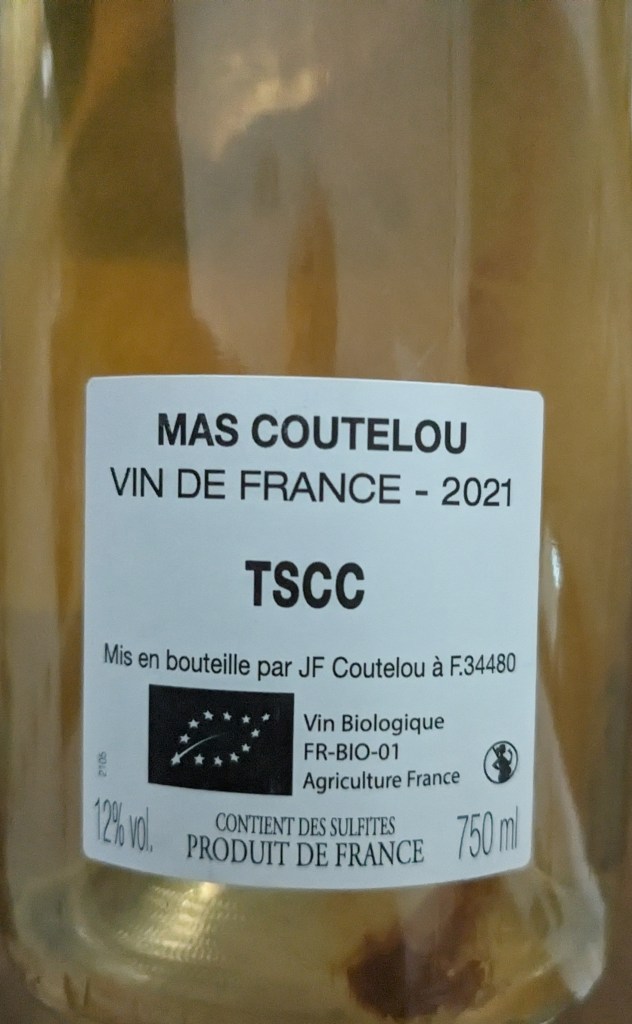 MAS COUTELOU
VIN DE FRANCE - 2021
TSCC
Mis en bouteille par JF Coutelou à F.34480
Vin Biologique
FR-BIO-01
Agriculture France
12% vol.
CONTIENT DES SULFITES
PRODUIT DE FRANCE
750 ml